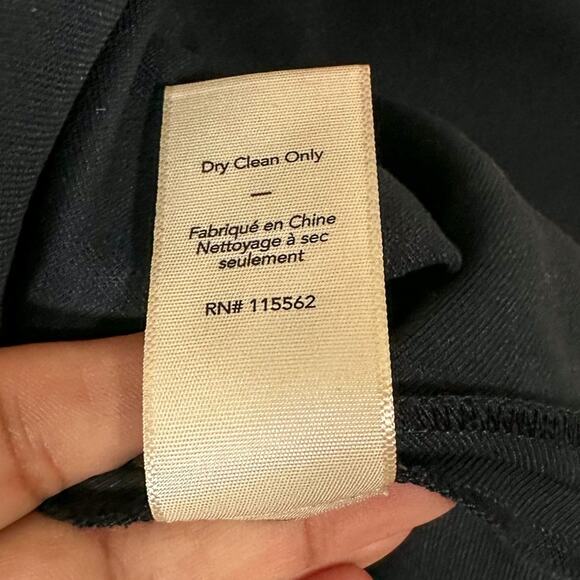 Dry Clean Only
—
Fabriqué en Chine
Nettoyage à sec
seulement
RN# 115562